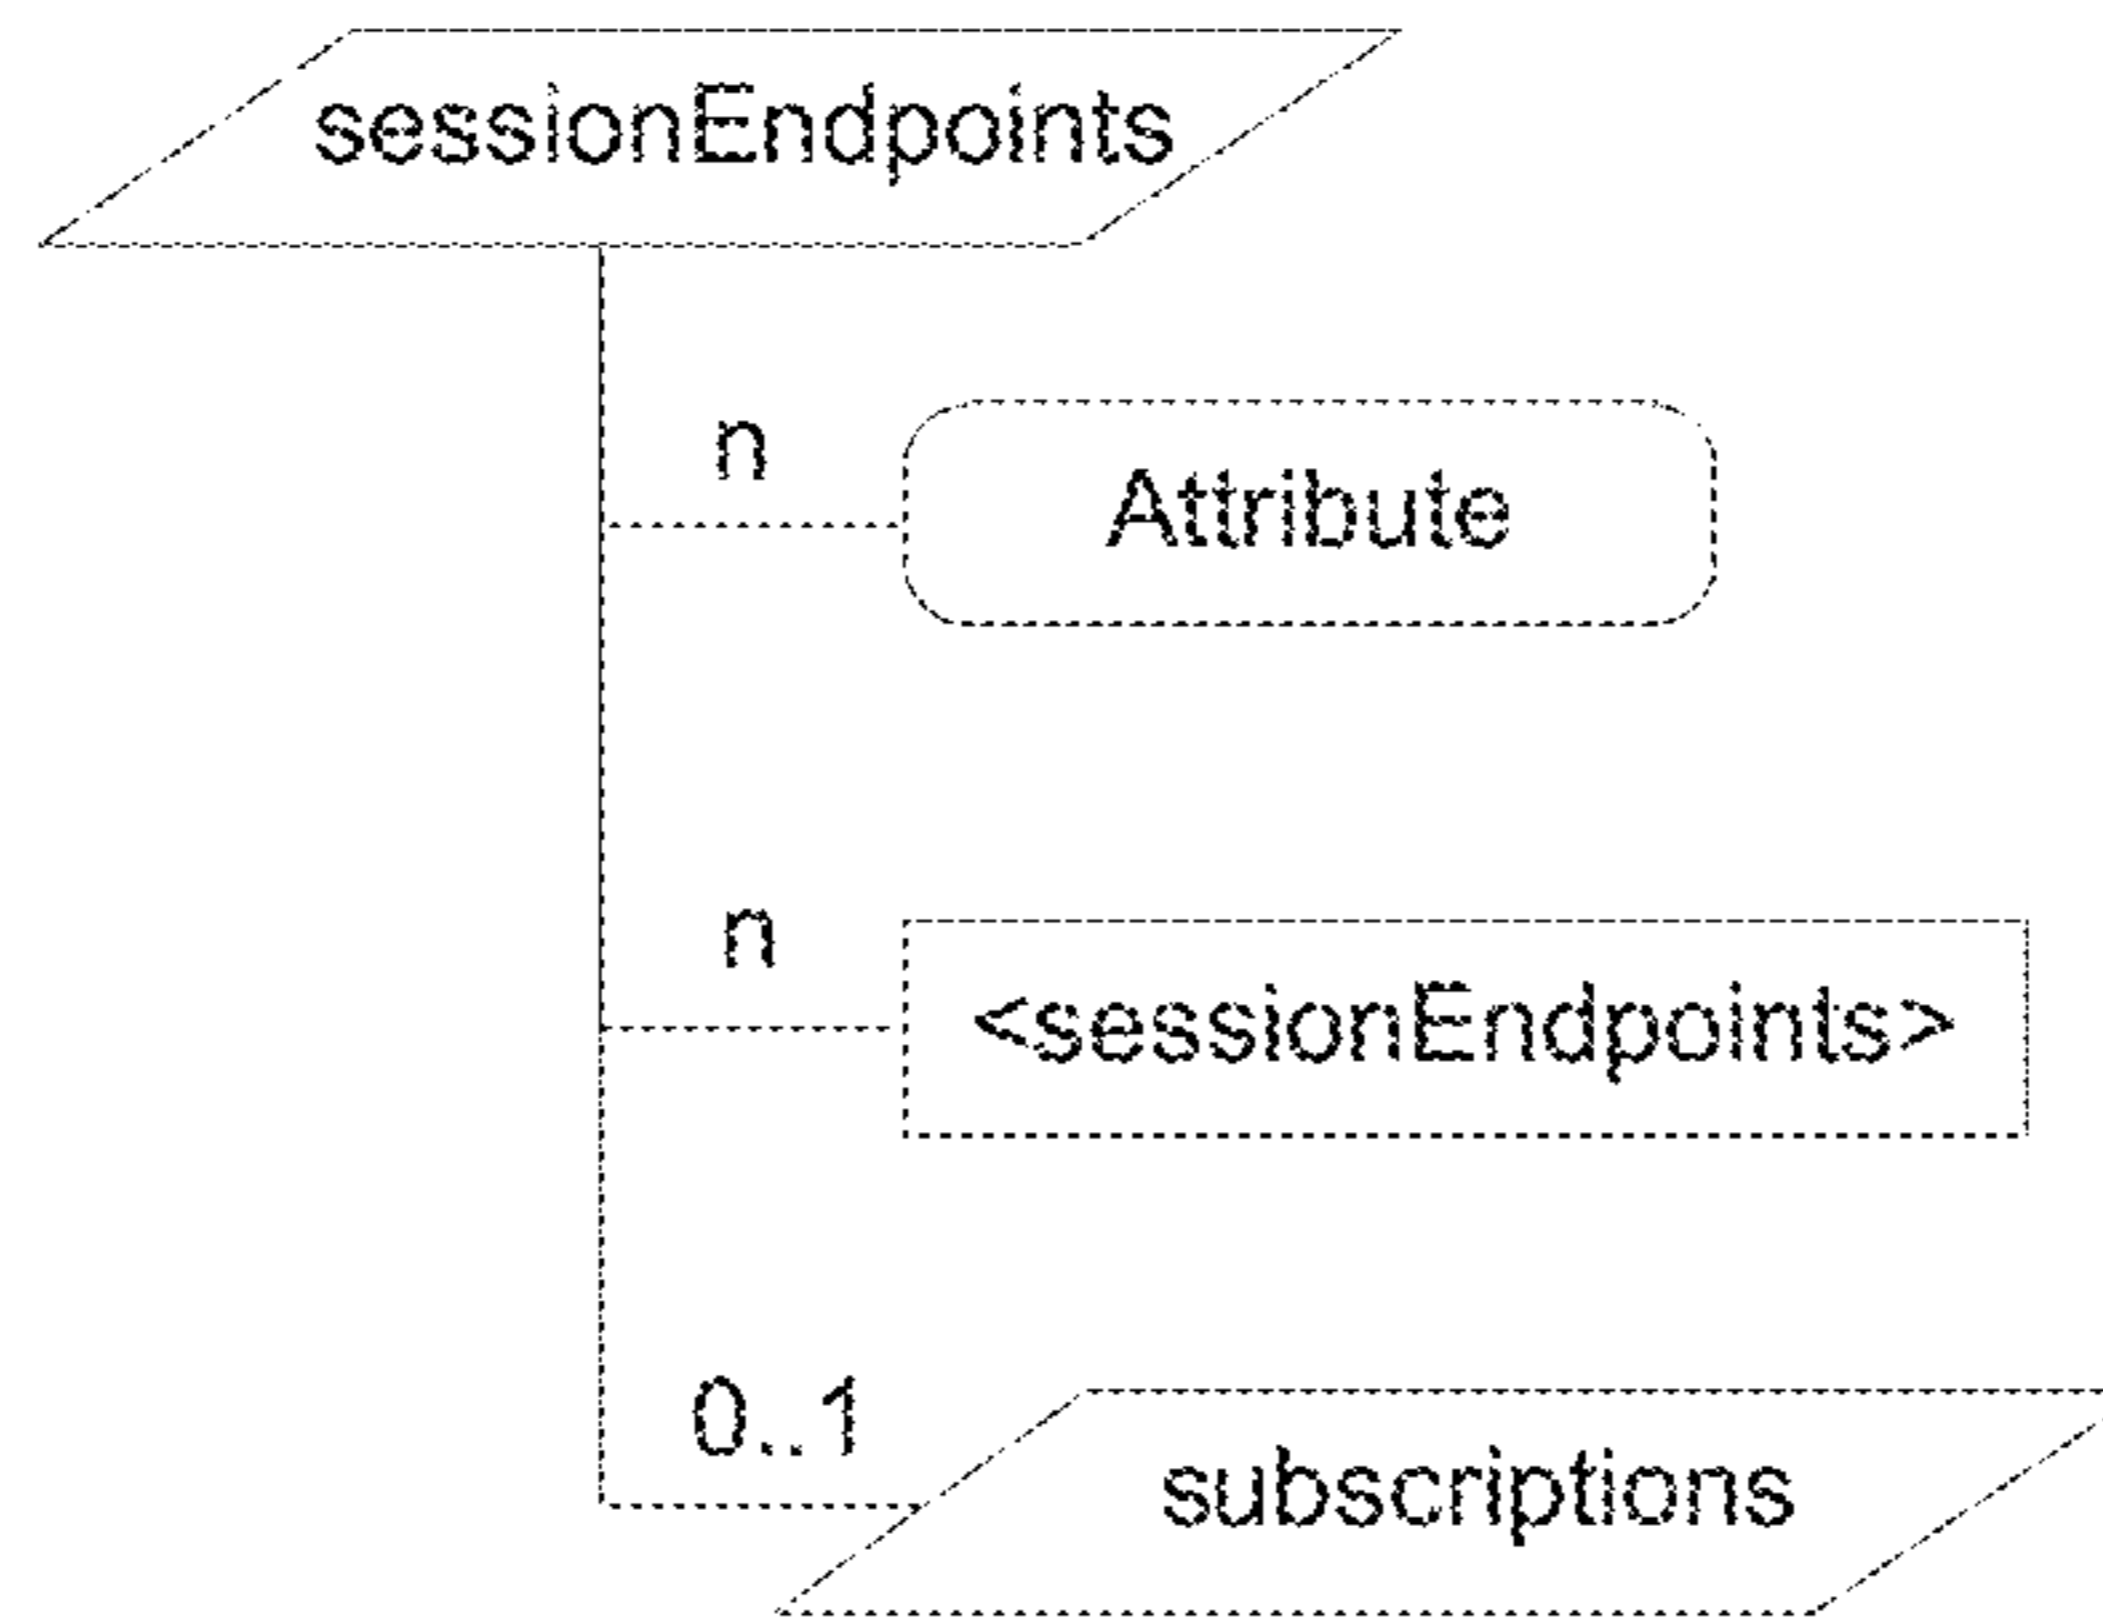 sessionEndpoints
n
Attribute
n
<sessionEndpoints>
0..1
subscriptions